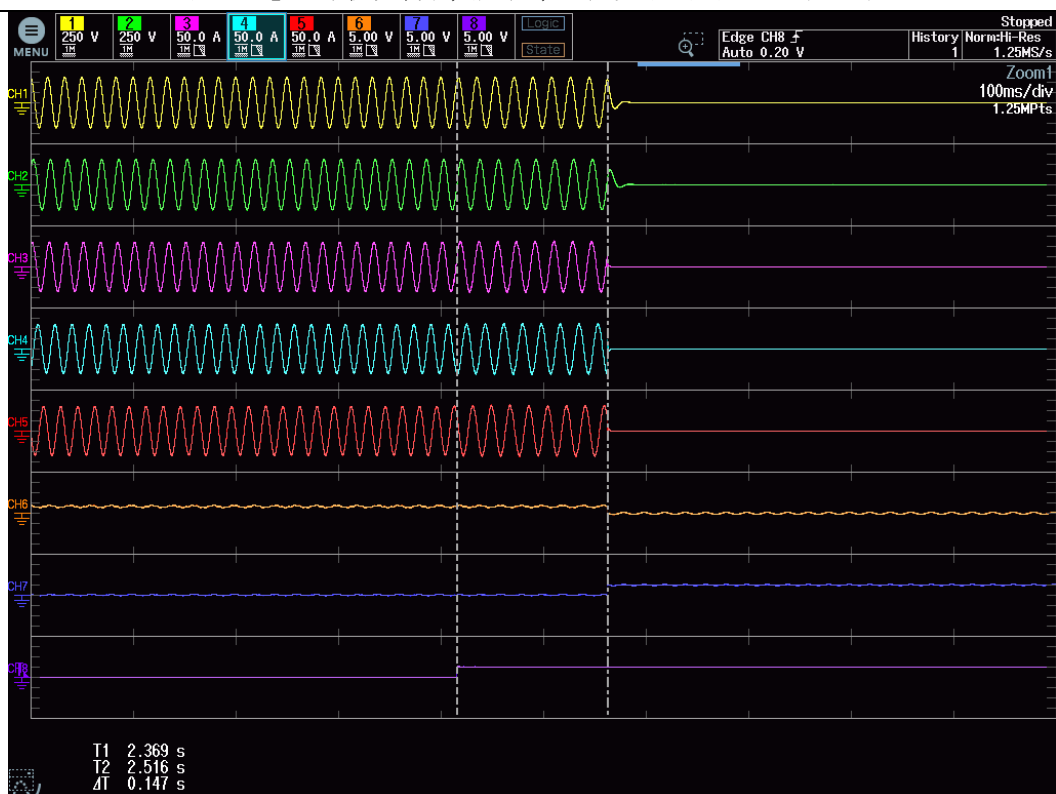 1 2 3 4 5 6 7 8 Logic Stopped
250 V 250 V 50.0 A 50.0 A 50.0 A 5.00 V 5.00 V 5.00 V Edge CH8 History Norm:Hi-Res
MENU 1M 1M 1M 1M 1M 1M 1M 1M State Auto 0.20 V 1 1.25MS/s
Zoom1
CH1 100ms/div
1.25MPts
CH2
CH3
CH4
CH5
CH6
CH7
T1 2.369 s
T2 2.516 s
ΔT 0.147 s